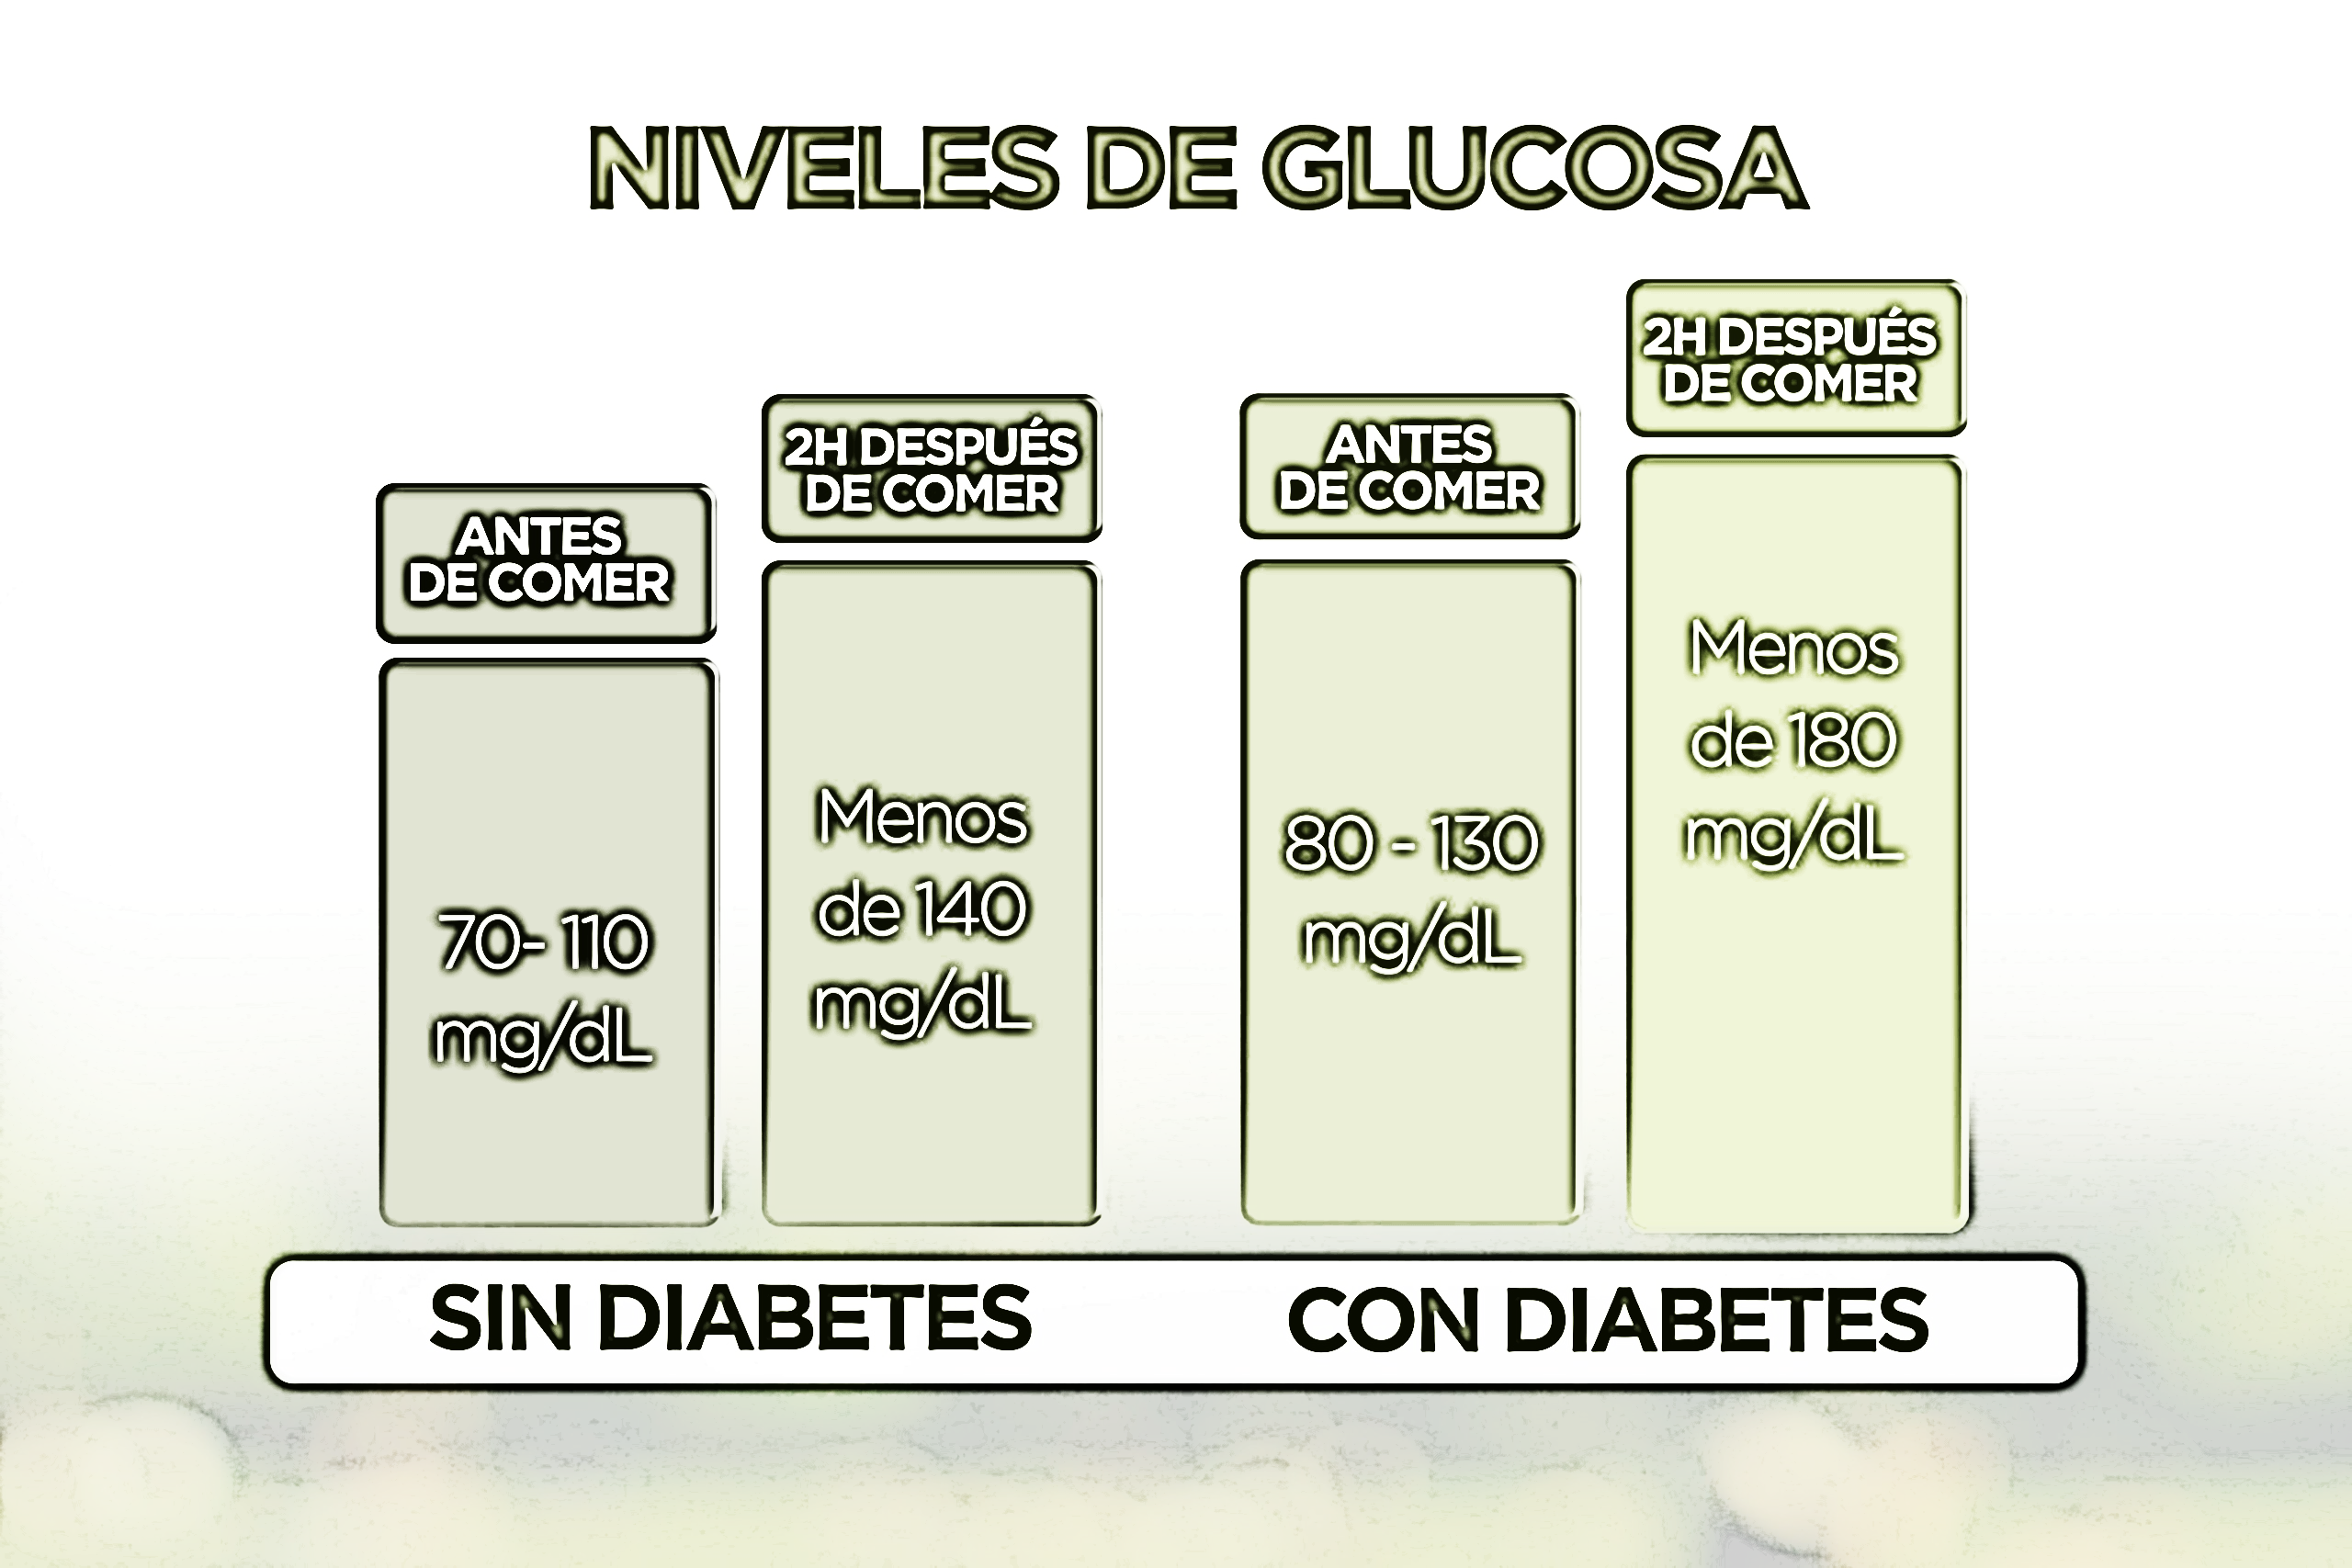 NIVELES DE GLUCOSA
ANTES
DE COMER
70- 110
mg/dL
2H DESPUÉS
DE COMER
Menos
de 140
mg/dL
ANTES
DE COMER
80 - 130
mg/dL
2H DESPUÉS
DE COMER
Menos
de 180
mg/dL
SIN DIABETES
CON DIABETES